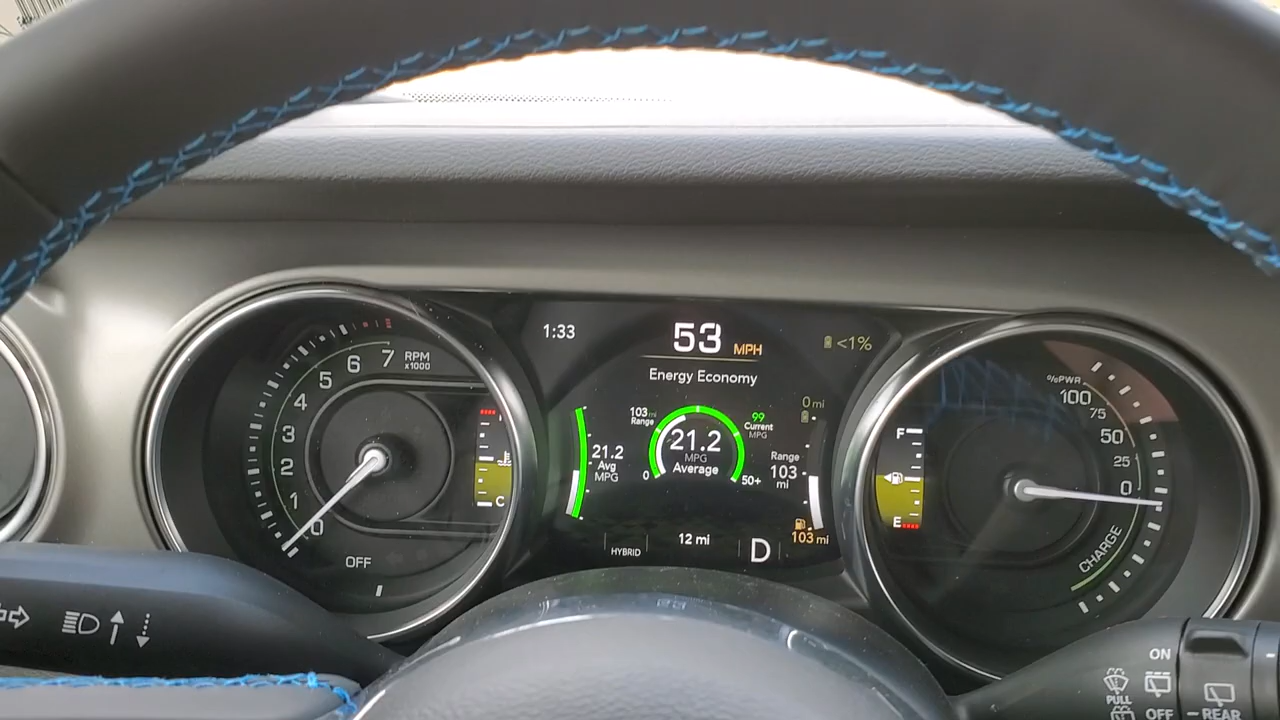 1:33
53 MPH
<1%
Energy Economy
7
6
5
4
3
2
1
0
RPM
x1000
OFF
C
21.2
Avg
MPG
103 mi
Range
21.2
MPG
Average
0
50+
99
Current
MPG
0 mi
Range
103
mi
103 mi
HYBRID
12 mi
D
F
E
%PWR
100
75
50
25
0
CHARGE
PULL
ON
OFF
REAR